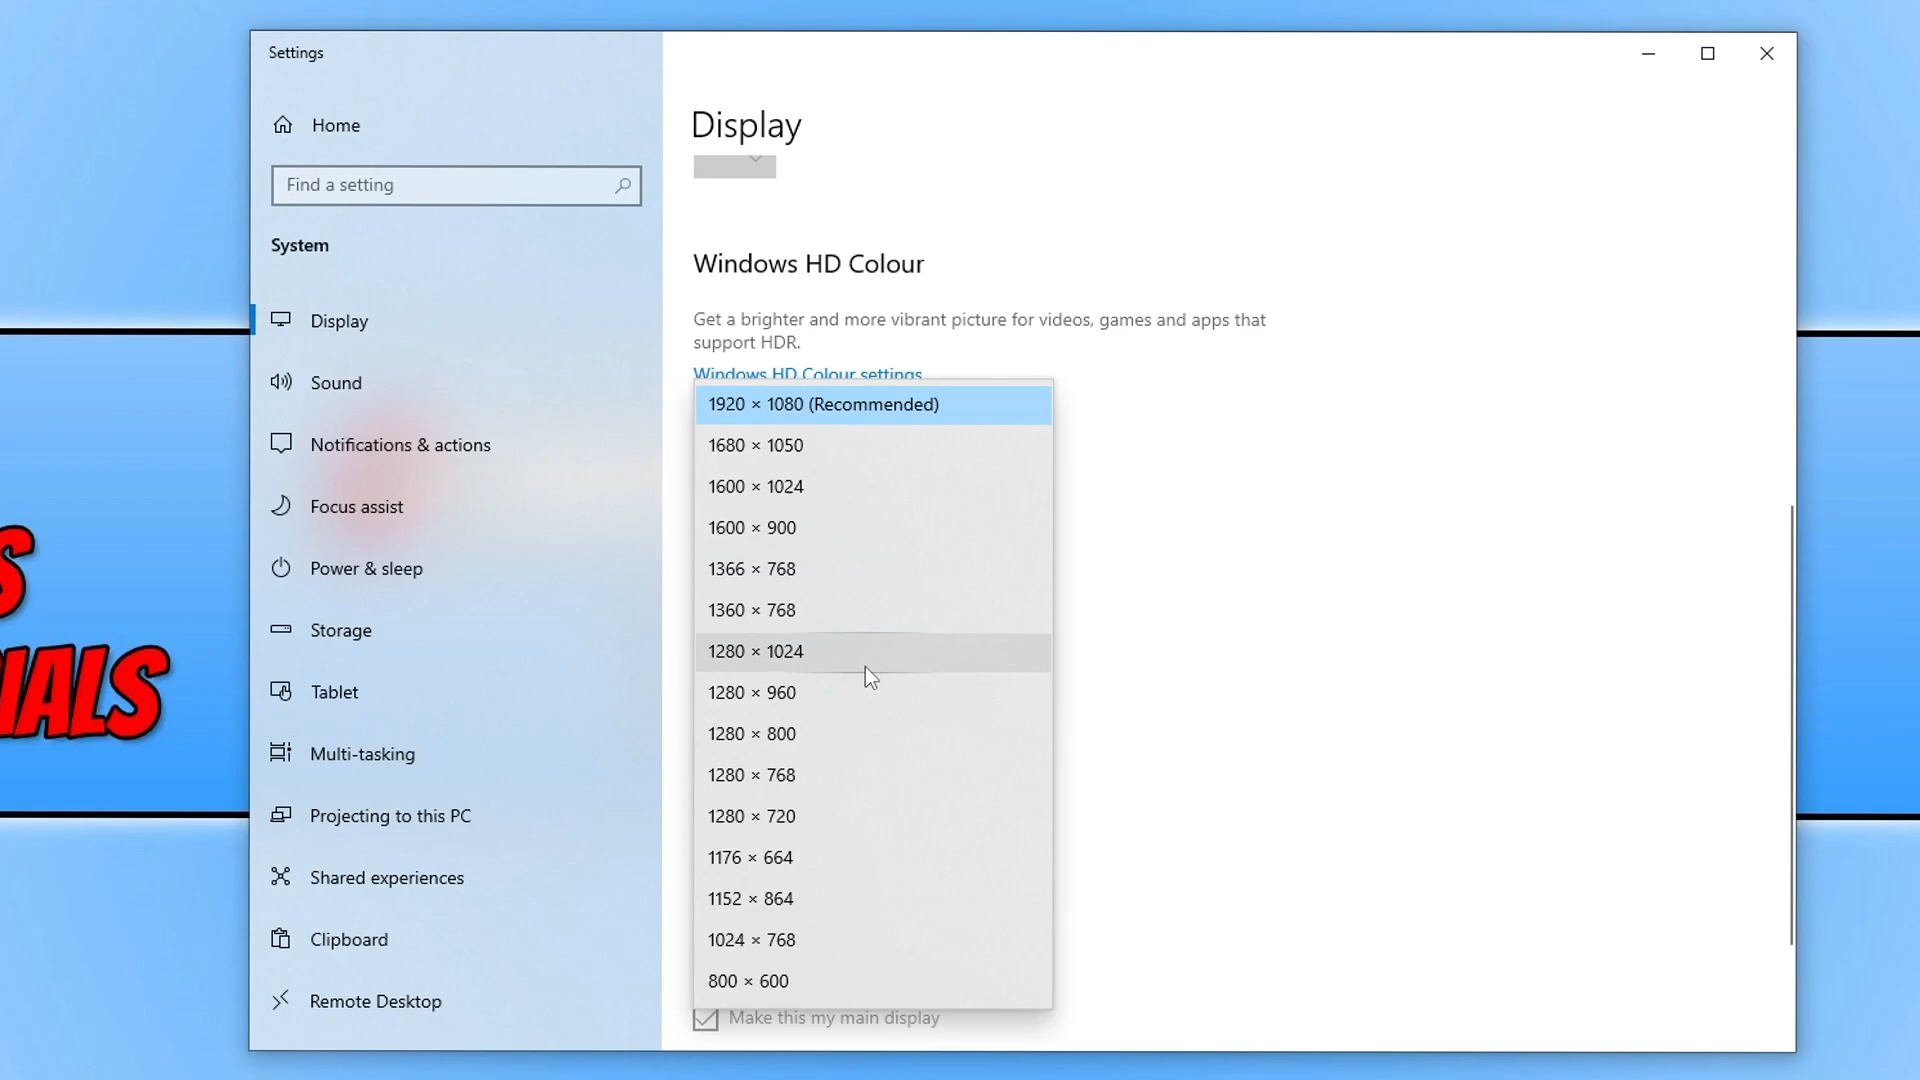 Settings
Home
Find a setting
System
Display
Sound
Notifications & actions
Focus assist
Power & sleep
Storage
Tablet
Multi-tasking
Projecting to this PC
Shared experiences
Clipboard
Remote Desktop
Display
Windows HD Colour
Get a brighter and more vibrant picture for videos, games and apps that
support HDR.
Windows HD Colour settings
1920 × 1080 (Recommended)
1680 × 1050
1600 × 1024
1600 × 900
1366 × 768
1360 × 768
1280 × 1024
1280 × 960
1280 × 800
1280 × 768
1280 × 720
1176 × 664
1152 × 864
1024 × 768
800 × 600
Make this my main display
S
IALS